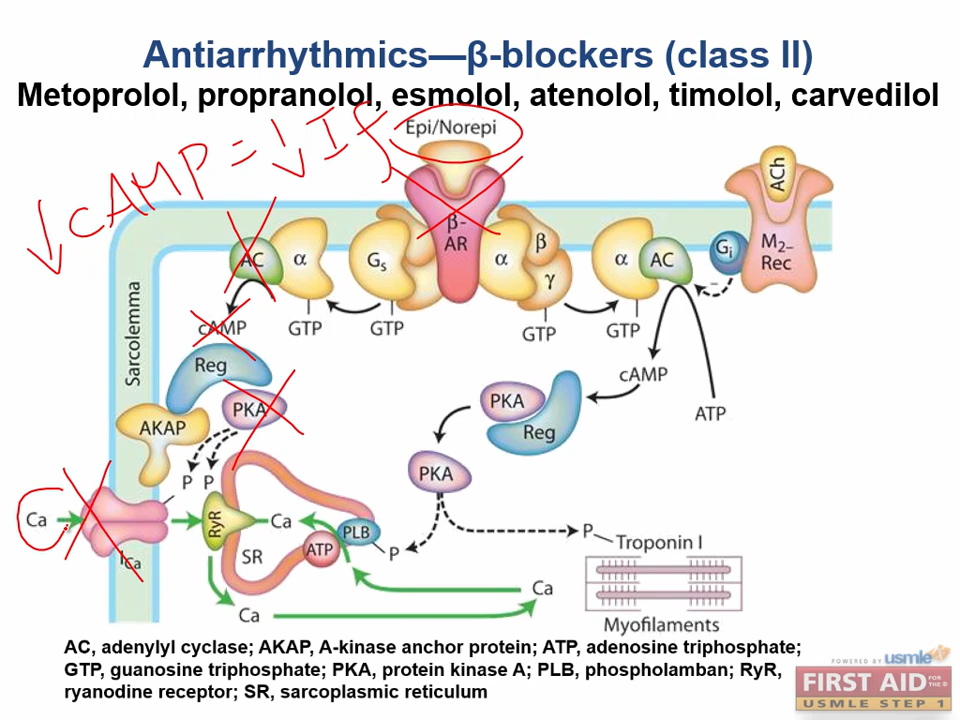 Antiarrhythmics—β-blockers (class II)
Metoprolol, propranolol, esmolol, atenolol, timolol, carvedilol
↓cAMP = ↓If
Epi/Norepi
ACh
β-
AR
M2-
Rec
Gi
AC
α
Gs
α
β
γ
α
AC
–
cAMP
GTP
GTP
GTP
GTP
Sarcolemma
Reg
cAMP
ATP
PKA
AKAP
PKA
Reg
P P
PKA
Ca
RyR
Ca
PLB
P
P
Troponin I
ICa
SR
ATP
Ca
Ca
Myofilaments
AC, adenylyl cyclase; AKAP, A-kinase anchor protein; ATP, adenosine triphosphate;
GTP, guanosine triphosphate; PKA, protein kinase A; PLB, phospholamban; RyR,
ryanodine receptor; SR, sarcoplasmic reticulum
POWERED BY usmle
FIRST AID FOR THE®
USMLE STEP 1